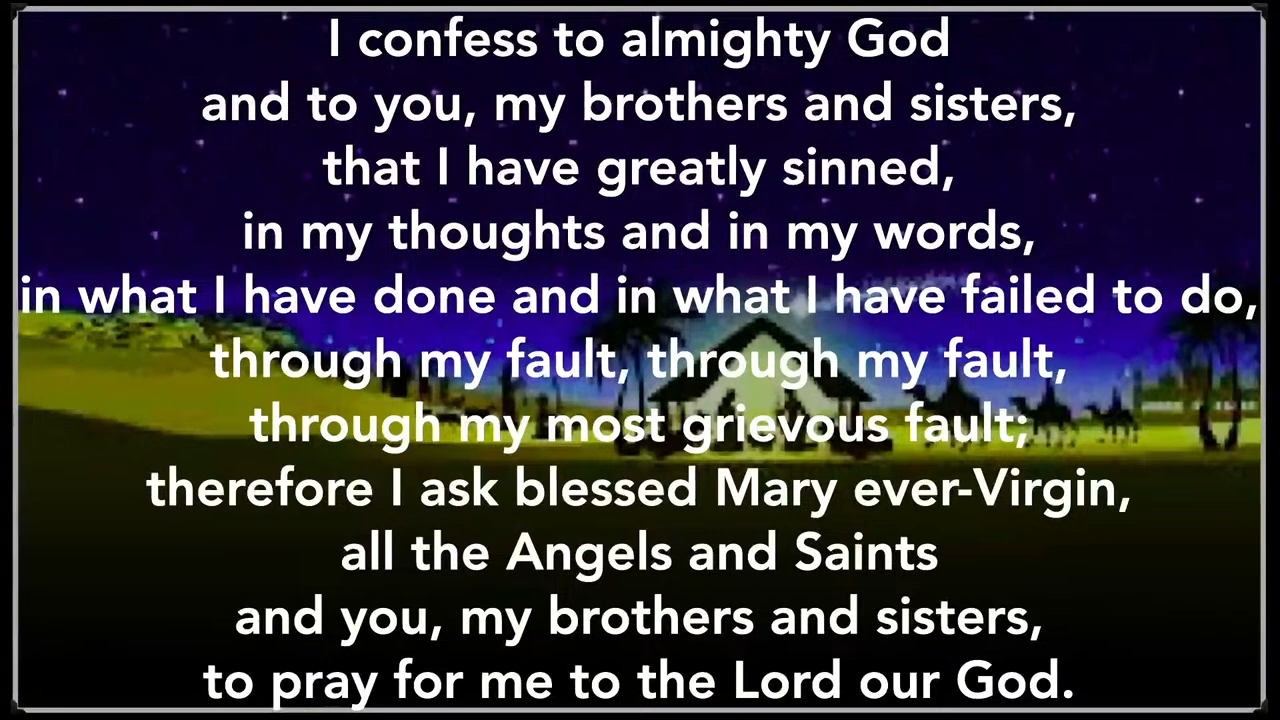 I confess to almighty God
and to you, my brothers and sisters,
that I have greatly sinned,
in my thoughts and in my words,
in what I have done and in what I have failed to do,
through my fault, through my fault,
through my most grievous fault;
therefore I ask blessed Mary ever-Virgin,
all the Angels and Saints
and you, my brothers and sisters,
to pray for me to the Lord our God.